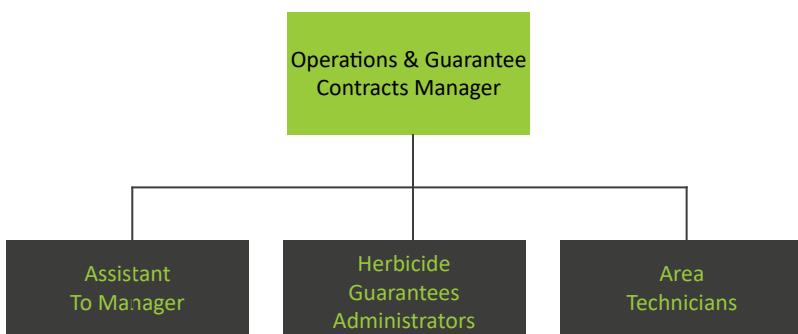 Operations & Guarantee
Contracts Manager
Assistant
To Manager
Herbicide
Guarantees
Administrators
Area
Technicians